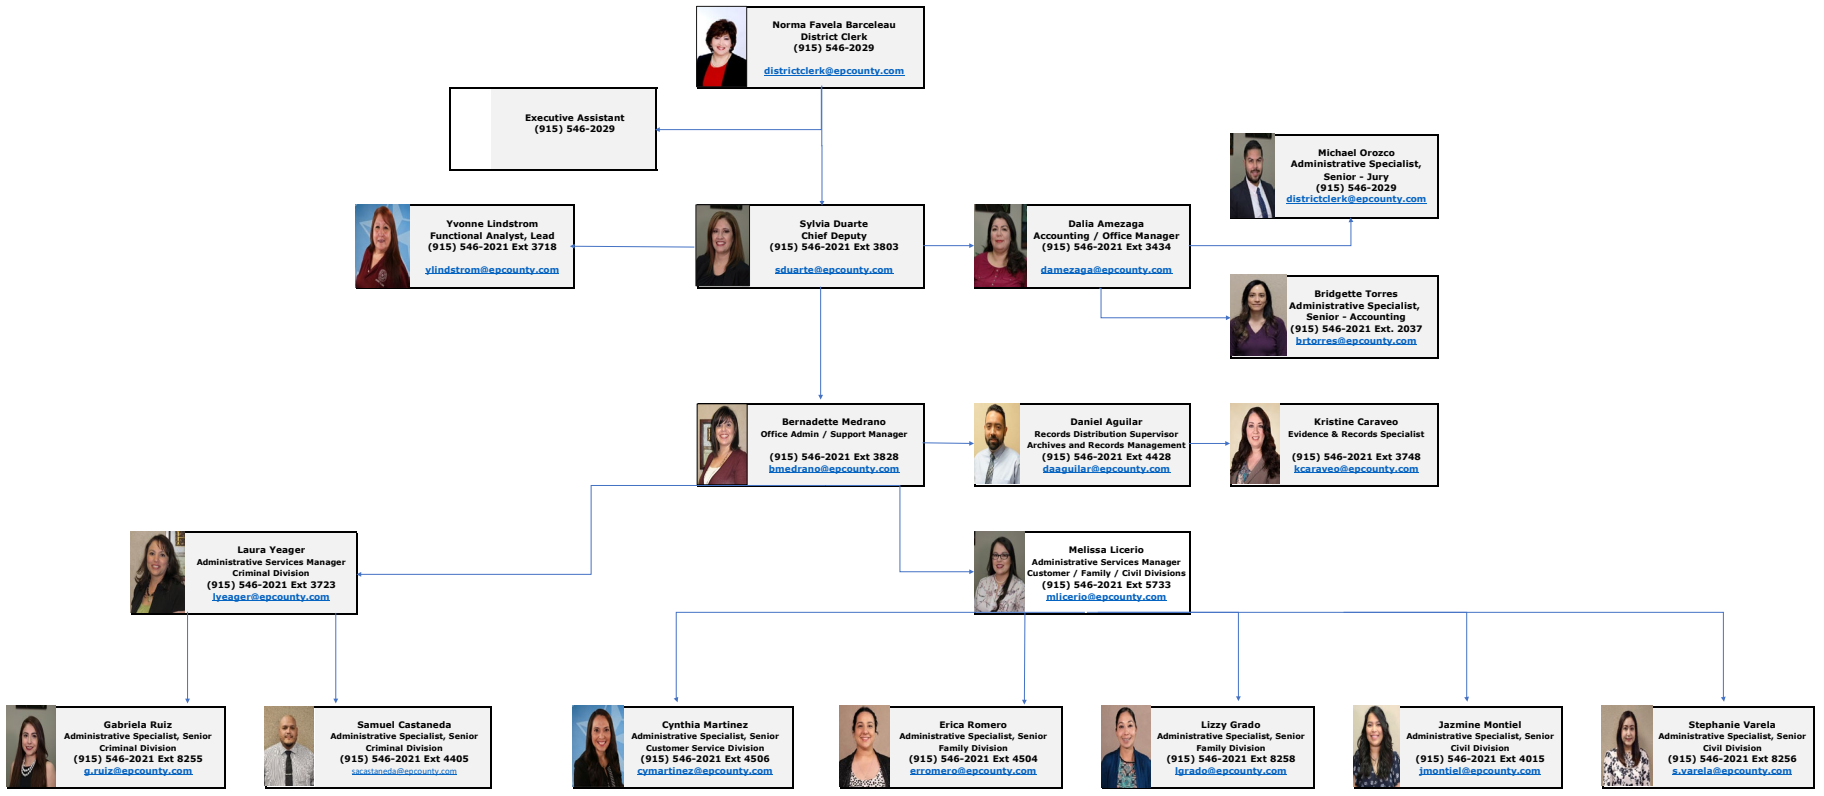 Norma Favela Barceleau
District Clerk
(915) 546-2029
districtclerk@epcounty.com
Executive Assistant
(915) 546-2029
Michael Orozco
Administrative Specialist,
Senior - Jury
(915) 546-2029
districtclerk@epcounty.com
Yvonne Lindstrom
Functional Analyst, Lead
(915) 546-2021 Ext 3718
ylindstrom@epcounty.com
Sylvia Duarte
Chief Deputy
(915) 546-2021 Ext 3803
sduarte@epcounty.com
Dalia Amezaga
Accounting / Office Manager
(915) 546-2021 Ext 3434
damezaga@epcounty.com
Bridgette Torres
Administrative Specialist,
Senior - Accounting
(915) 546-2021 Ext. 2037
brtorres@epcounty.com
Bernadette Medrano
Office Admin / Support Manager
(915) 546-2021 Ext 3828
bmedrano@epcounty.com
Daniel Aguilar
Records Distribution Supervisor
Archives and Records Management
(915) 546-2021 Ext 4428
daaguilar@epcounty.com
Kristine Caraveo
Evidence & Records Specialist
(915) 546-2021 Ext 3748
kcaraveo@epcounty.com
Laura Yeager
Administrative Services Manager
Criminal Division
(915) 546-2021 Ext 3723
lyeager@epcounty.com
Melissa Licerio
Administrative Services Manager
Customer / Family / Civil Divisions
(915) 546-2021 Ext 5733
mlicerio@epcounty.com
Gabriela Ruiz
Administrative Specialist, Senior
Criminal Division
(915) 546-2021 Ext 8255
g.ruiz@epcounty.com
Samuel Castaneda
Administrative Specialist, Senior
Criminal Division
(915) 546-2021 Ext 4405
sacastaneda@epcounty.com
Cynthia Martinez
Administrative Specialist, Senior
Customer Service Division
(915) 546-2021 Ext 4506
cymartinez@epcounty.com
Erica Romero
Administrative Specialist, Senior
Family Division
(915) 546-2021 Ext 4504
erromero@epcounty.com
Lizzy Grado
Administrative Specialist, Senior
Family Division
(915) 546-2021 Ext 8258
lgrado@epcounty.com
Jazmine Montiel
Administrative Specialist, Senior
Civil Division
(915) 546-2021 Ext 4015
jmontiel@epcounty.com
Stephanie Varela
Administrative Specialist, Senior
Civil Division
(915) 546-2021 Ext 8256
s.varela@epcounty.com